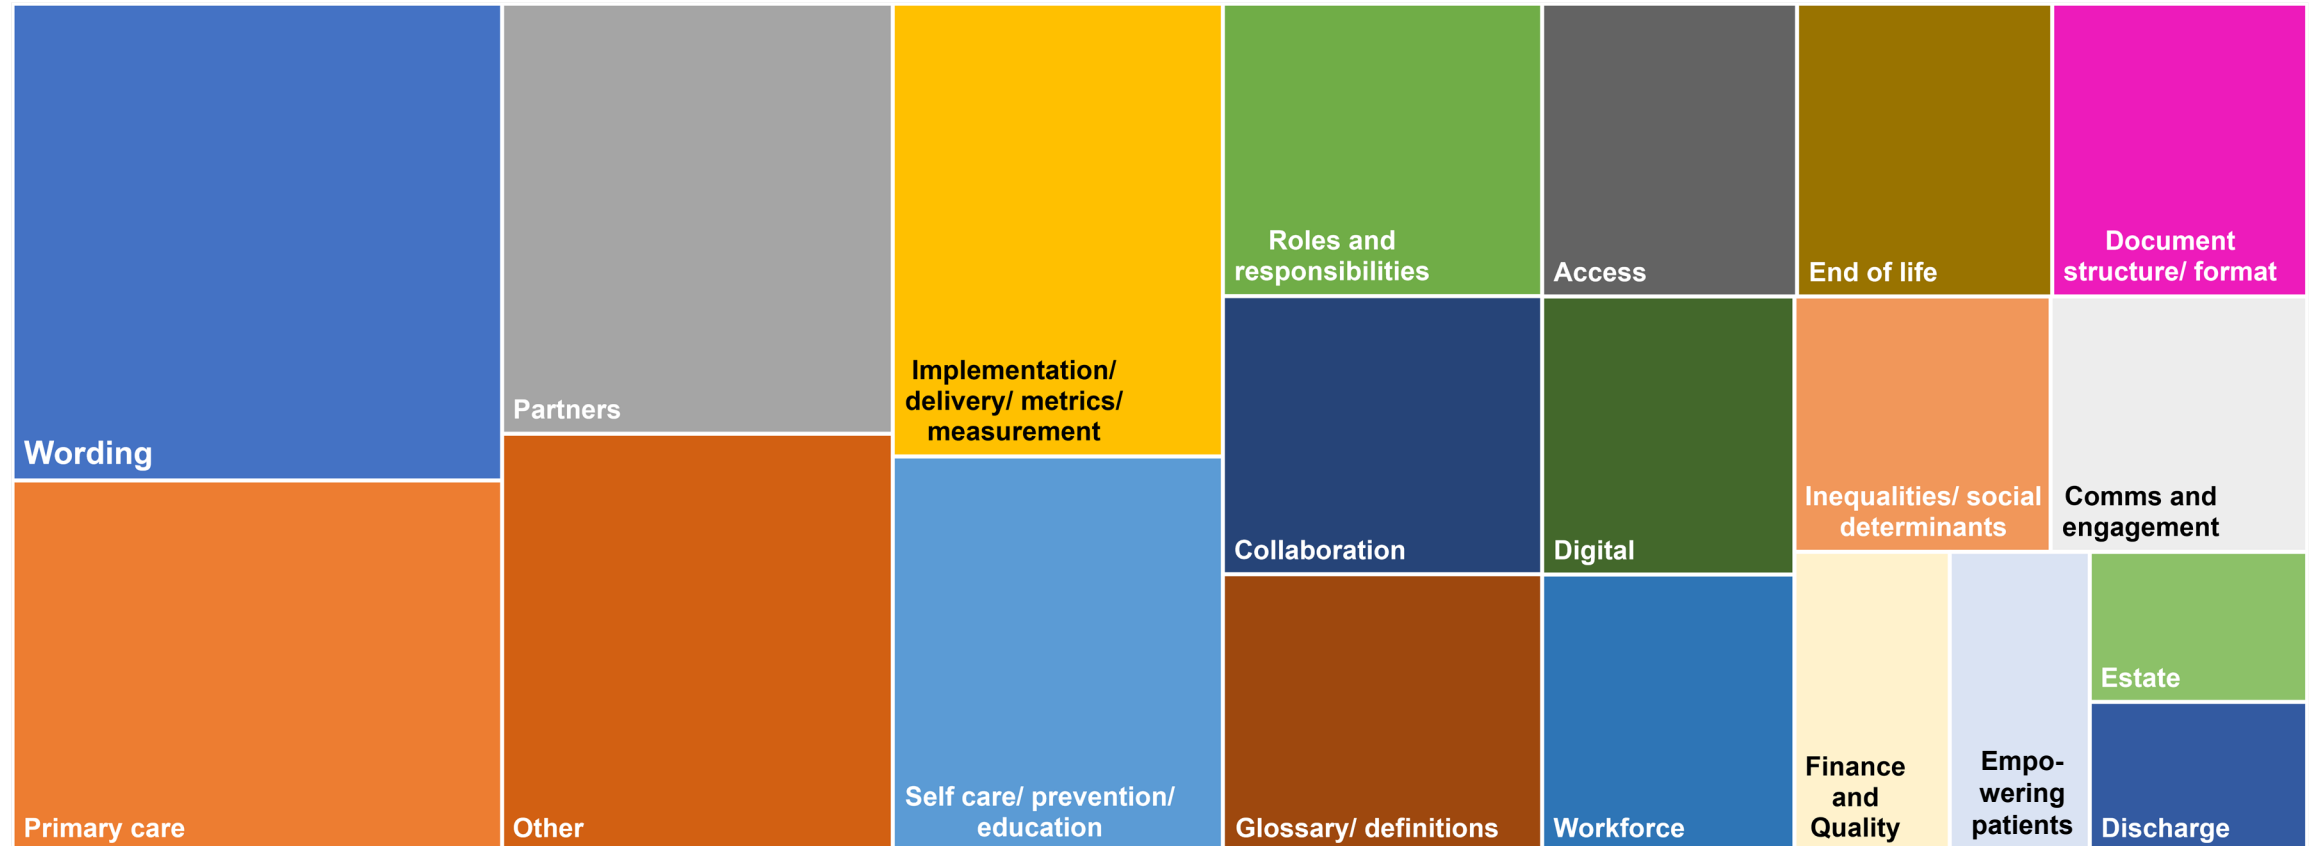 Wording
Primary care
Partners
Other
Implementation/
delivery/ metrics/
measurement
Self care/ prevention/
education
Roles and
responsibilities
Collaboration
Glossary/ definitions
Access
Digital
Workforce
End of life
Document
structure/ format
Inequalities/ social
determinants
Comms and
engagement
Finance
and
Quality
Empo-
wering
patients
Estate
Discharge